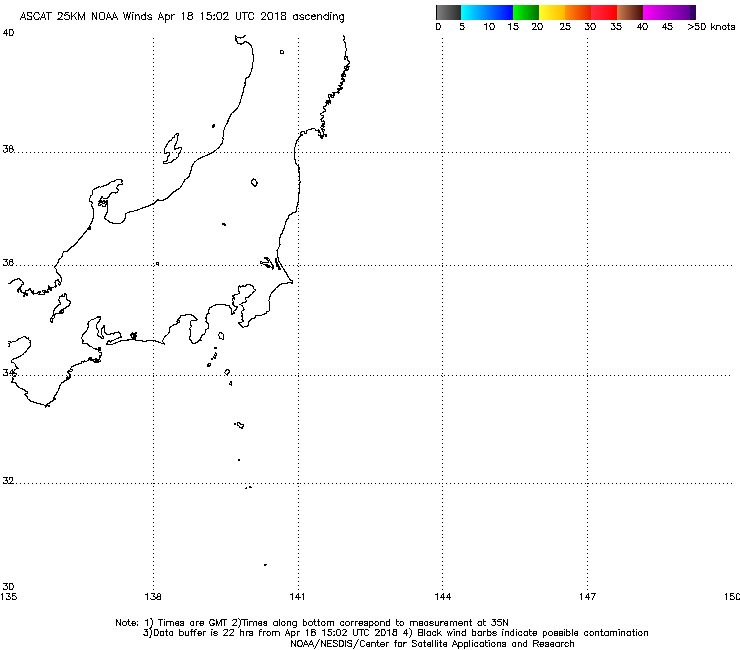 ASCAT 25KM NOAA Winds Apr 18 15:02 UTC 2018 ascending
0 5 10 15 20 25 30 35 40 45 >50 knots
40
38
36
34
32
30
135 138 141 144 147 150
Note: 1) Times are GMT 2)Times along bottom correspond to measurement at 35N
3)Data buffer is 22 hrs from Apr 18 15:02 UTC 2018 4) Black wind barbs indicate possible contamination
NOAA/NESDIS/Center for Satellite Applications and Research